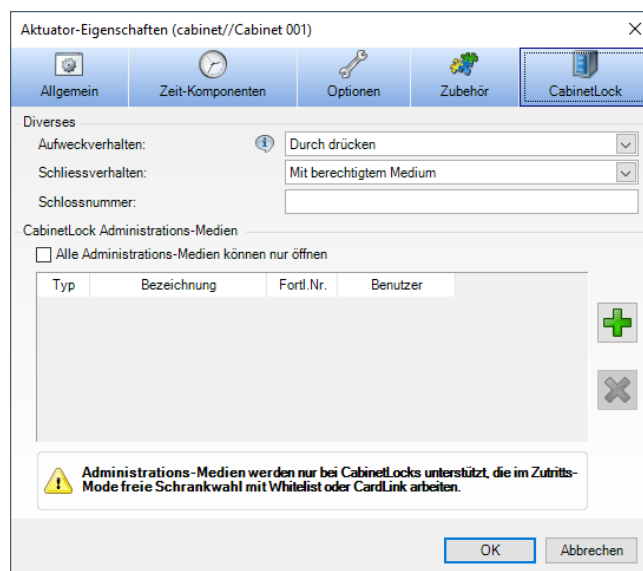 Aktuator-Eigenschaften (cabinet//Cabinet 001)
Allgemein Zeit-Komponenten Optionen Zubehör CabinetLock
Diverses
Aufweckverhalten: Durch drücken
Schliessverhalten: Mit berechtigtem Medium
Schlossnummer:
CabinetLock Administrations-Medien
Alle Administrations-Medien können nur öffnen
Typ Bezeichnung Fortl.Nr. Benutzer
Administrations-Medien werden nur bei CabinetLocks unterstützt, die im Zutritts-
Mode freie Schrankwahl mit Whitelist oder CardLink arbeiten.
OK Abbrechen